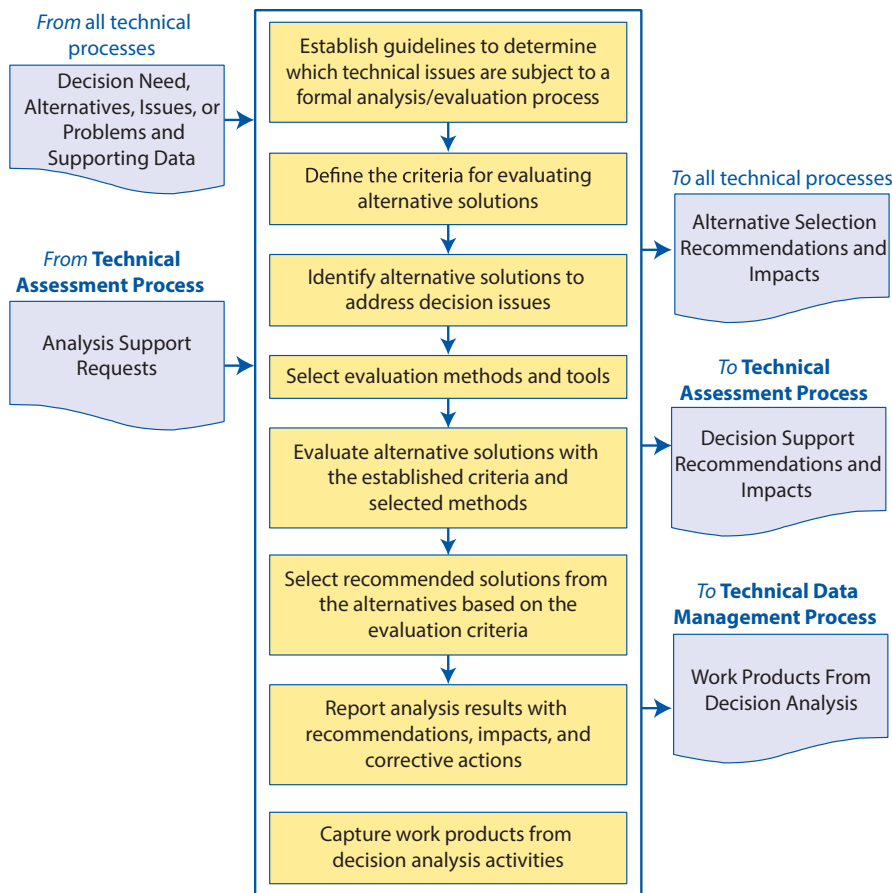 From all technical
processes
Decision Need,
Alternatives, Issues, or
Problems and
Supporting Data
From Technical
Assessment Process
Analysis Support
Requests
Establish guidelines to determine
which technical issues are subject to a
formal analysis/evaluation process
Define the criteria for evaluating
alternative solutions
Identify alternative solutions to
address decision issues
Select evaluation methods and tools
Evaluate alternative solutions with
the established criteria and
selected methods
Select recommended solutions from
the alternatives based on the
evaluation criteria
Report analysis results with
recommendations, impacts, and
corrective actions
Capture work products from
decision analysis activities
To all technical processes
Alternative Selection
Recommendations and
Impacts
To Technical
Assessment Process
Decision Support
Recommendations and
Impacts
To Technical Data
Management Process
Work Products From
Decision Analysis